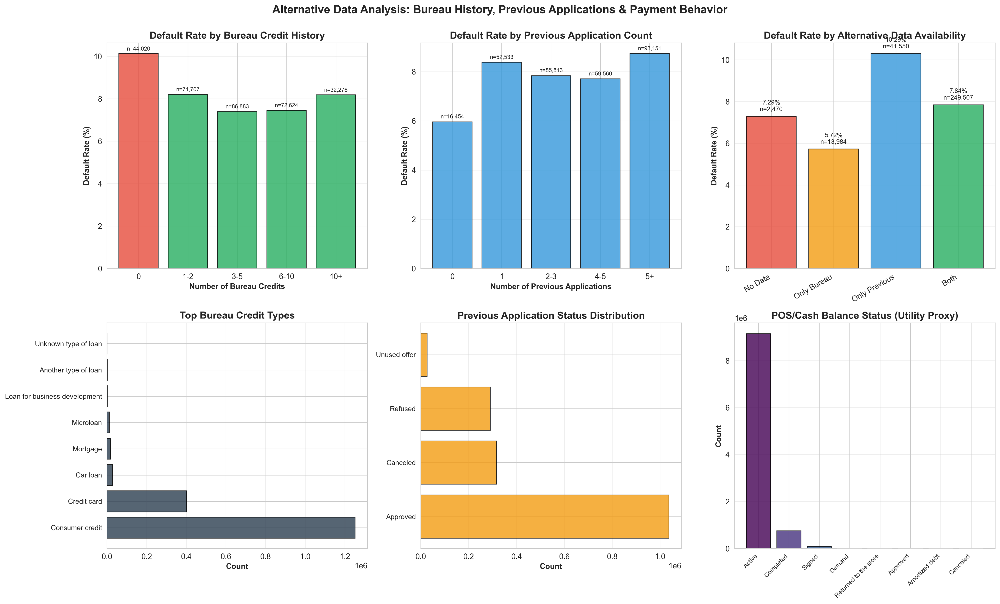 Alternative Data Analysis: Bureau History, Previous Applications & Payment Behavior
Default Rate by Bureau Credit History
Default Rate (%)
10
8
6
4
2
0
n=44,020
n=71,707
n=86,883
n=72,624
n=32,276
0
1-2
3-5
6-10
10+
Number of Bureau Credits
Default Rate by Previous Application Count
Default Rate (%)
8
6
4
2
0
n=16,454
n=52,533
n=85,813
n=59,560
n=93,151
0
1
2-3
4-5
5+
Number of Previous Applications
Default Rate by Alternative Data Availability
Default Rate (%)
10
8
6
4
2
0
7.29%
n=2,470
5.72%
n=13,984
10.29%
n=41,550
7.84%
n=249,507
No Data
Only Bureau
Only Previous
Both
Top Bureau Credit Types
Unknown type of loan
Another type of loan
Loan for business development
Microloan
Mortgage
Car loan
Credit card
Consumer credit
0.0
0.2
0.4
0.6
0.8
1.0
1.2
1e6
Count
Previous Application Status Distribution
Unused offer
Refused
Canceled
Approved
0.0
0.2
0.4
0.6
0.8
1.0
1e6
Count
POS/Cash Balance Status (Utility Proxy)
1e6
Count
8
6
4
2
0
Active
Completed
Signed
Demand
Returned to the store
Approved
Amortized debt
Canceled